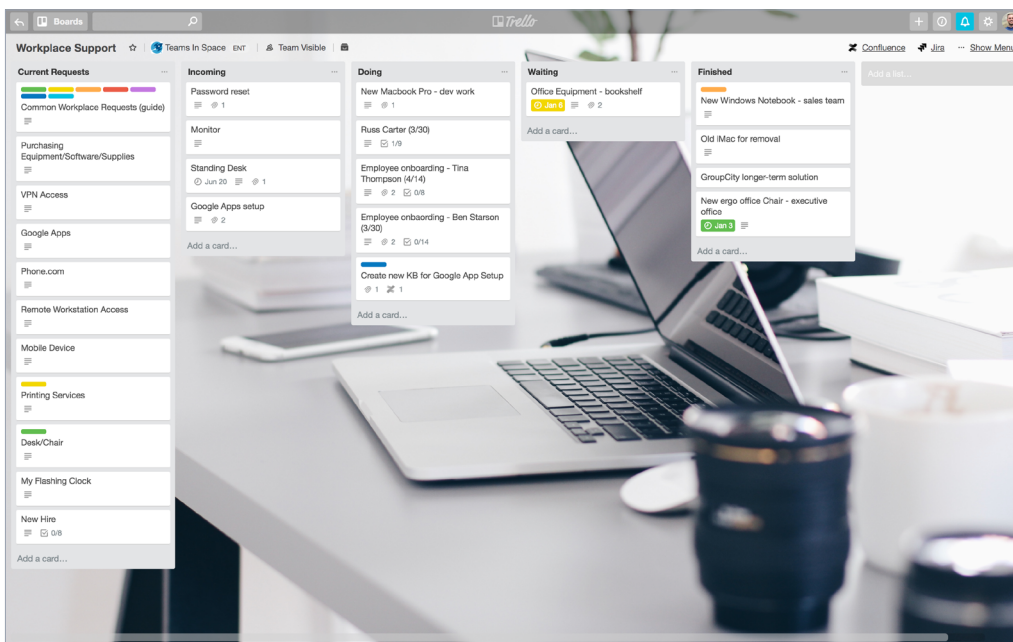 Boards
Trello
Workplace Support
Teams In Space ENT
Team Visible
Confluence
Jira
Show Menu
Current Requests
Common Workplace Requests (guide)
Purchasing
Equipment/Software/Supplies
VPN Access
Google Apps
Phone.com
Remote Workstation Access
Mobile Device
Printing Services
Desk/Chair
My Flashing Clock
New Hire
0/8
Add a card...
Incoming
Password reset
1
Monitor
Standing Desk
Jun 20
1
Google Apps setup
2
Add a card...
Doing
New Macbook Pro - dev work
1
Russ Carter (3/30)
1/9
Employee onboarding - Tina
Thompson (4/14)
2
0/8
Employee onbaording - Ben Starson
(3/30)
2
0/14
Create new KB for Google App Setup
1
1
Add a card...
Waiting
Office Equipment - bookshelf
Jan 6
2
Add a card...
Finished
New Windows Notebook - sales team
Old iMac for removal
GroupCity longer-term solution
New ergo office Chair - executive
office
Jan 3
Add a card...
Add a list...